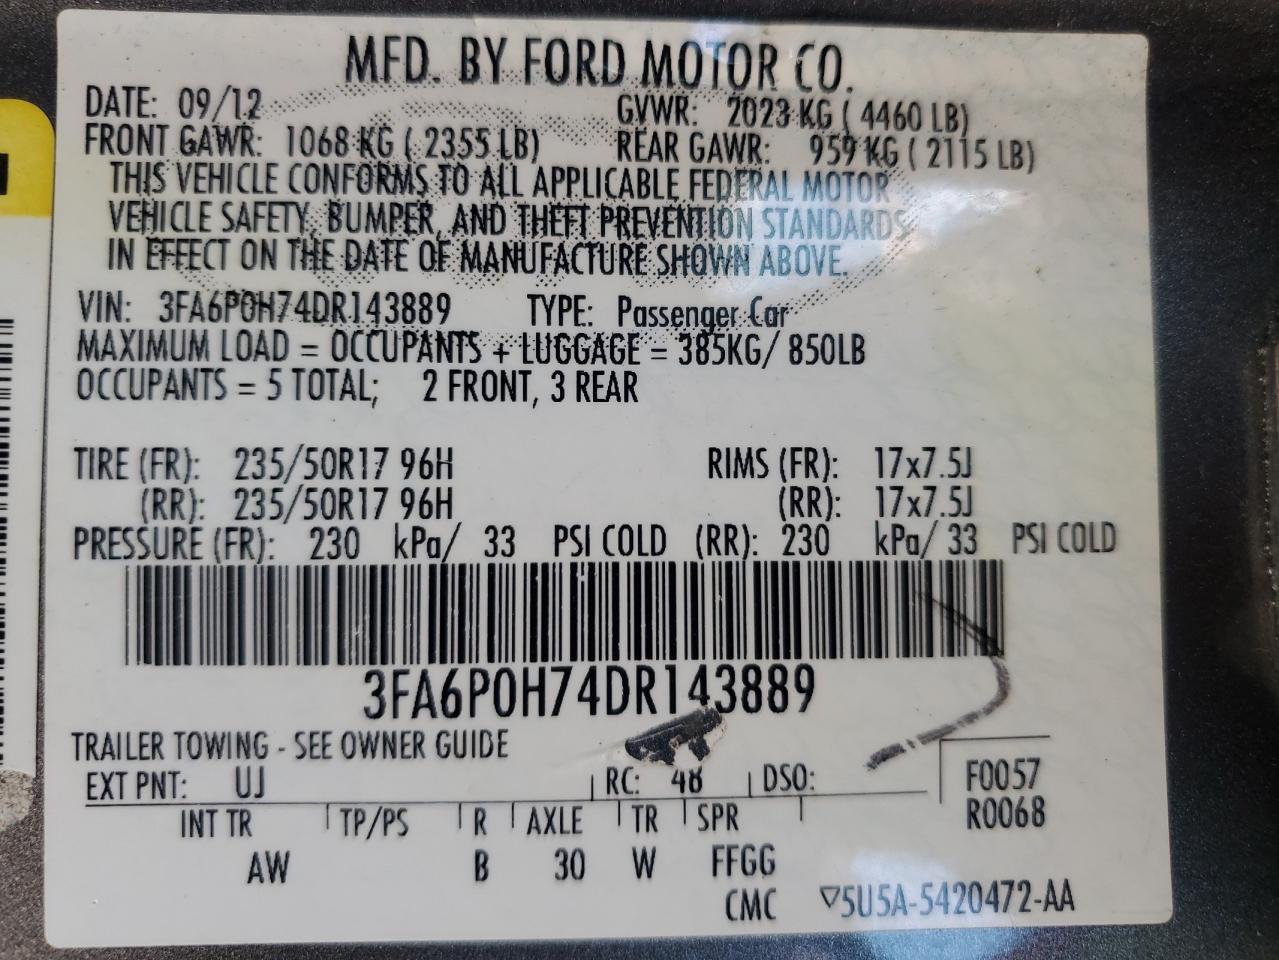 MFD. BY FORD MOTOR CO.
DATE: 09/12 GVWR: 2023 KG ( 4460 LB)
FRONT GAWR: 1068 KG ( 2355 LB) REAR GAWR: 959 KG ( 2115 LB)
THIS VEHICLE CONFORMS TO ALL APPLICABLE FEDERAL MOTOR
VEHICLE SAFETY, BUMPER, AND THEFT PREVENTION STANDARDS
IN EFFECT ON THE DATE OF MANUFACTURE SHOWN ABOVE.
VIN: 3FA6P0H74DR143889 TYPE: Passenger Car
MAXIMUM LOAD = OCCUPANTS + LUGGAGE = 385KG/ 850LB
OCCUPANTS = 5 TOTAL; 2 FRONT, 3 REAR
TIRE (FR): 235/50R17 96H RIMS (FR): 17x7.5J
(RR): 235/50R17 96H (RR): 17x7.5J
PRESSURE (FR): 230 kPa/ 33 PSI COLD (RR): 230 kPa/ 33 PSI COLD
3FA6P0H74DR143889
TRAILER TOWING - SEE OWNER GUIDE
EXT PNT: UJ RC: 48 DSO: F0057
INT TR TP/PS R AXLE TR SPR R0068
AW B 30 W FFGG
CMC ▽5U5A-5420472-AA